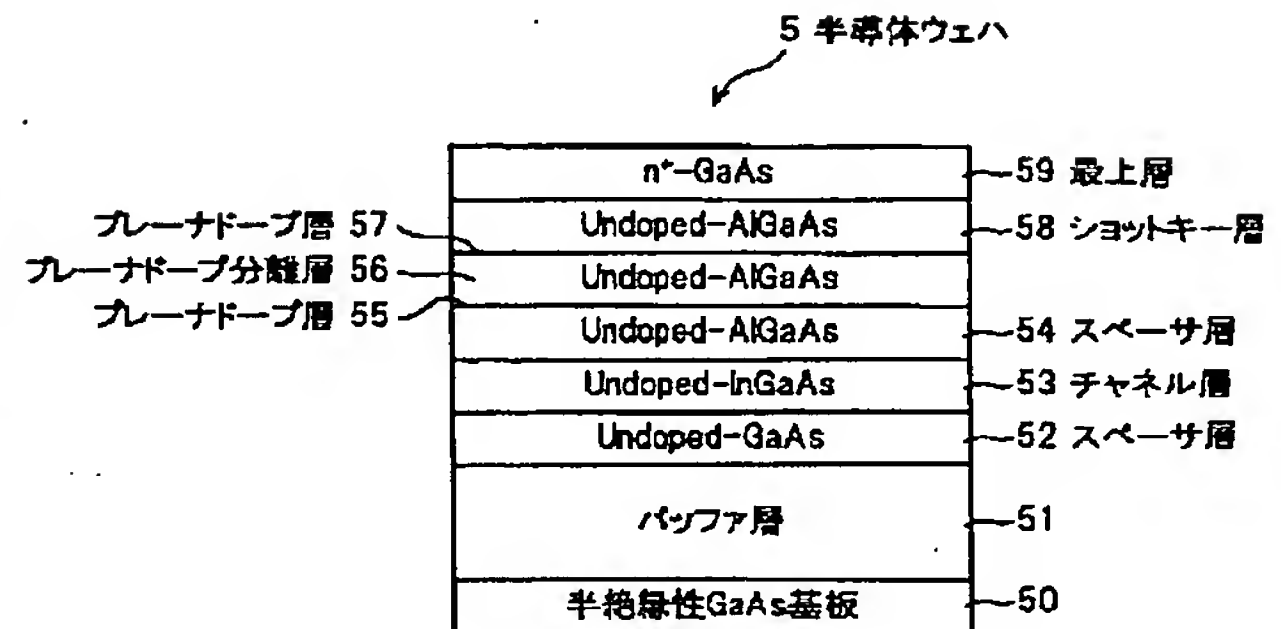 5 半導体ウェハ
n⁺-GaAs 59 最上層
プレーナドープ層 57 Undoped-AlGaAs 58 ショットキー層
プレーナドープ分離層 56 Undoped-AlGaAs
プレーナドープ層 55 Undoped-AlGaAs 54 スペーサ層
Undoped-InGaAs 53 チャネル層
Undoped-GaAs 52 スペーサ層
バッファ層 51
半絶縁性GaAs基板 50